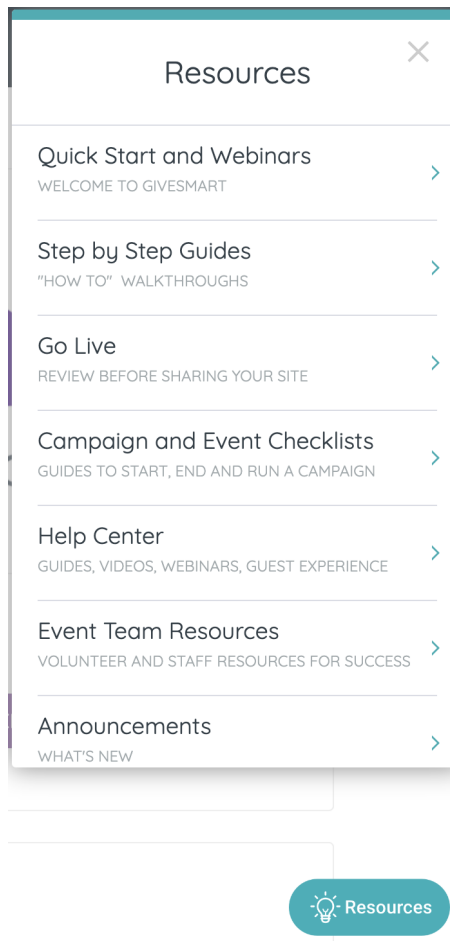 Resources
Quick Start and Webinars
WELCOME TO GIVESMART
Step by Step Guides
"HOW TO" WALKTHROUGHS
Go Live
REVIEW BEFORE SHARING YOUR SITE
Campaign and Event Checklists
GUIDES TO START, END AND RUN A CAMPAIGN
Help Center
GUIDES, VIDEOS, WEBINARS, GUEST EXPERIENCE
Event Team Resources
VOLUNTEER AND STAFF RESOURCES FOR SUCCESS
Announcements
WHAT'S NEW
Resources